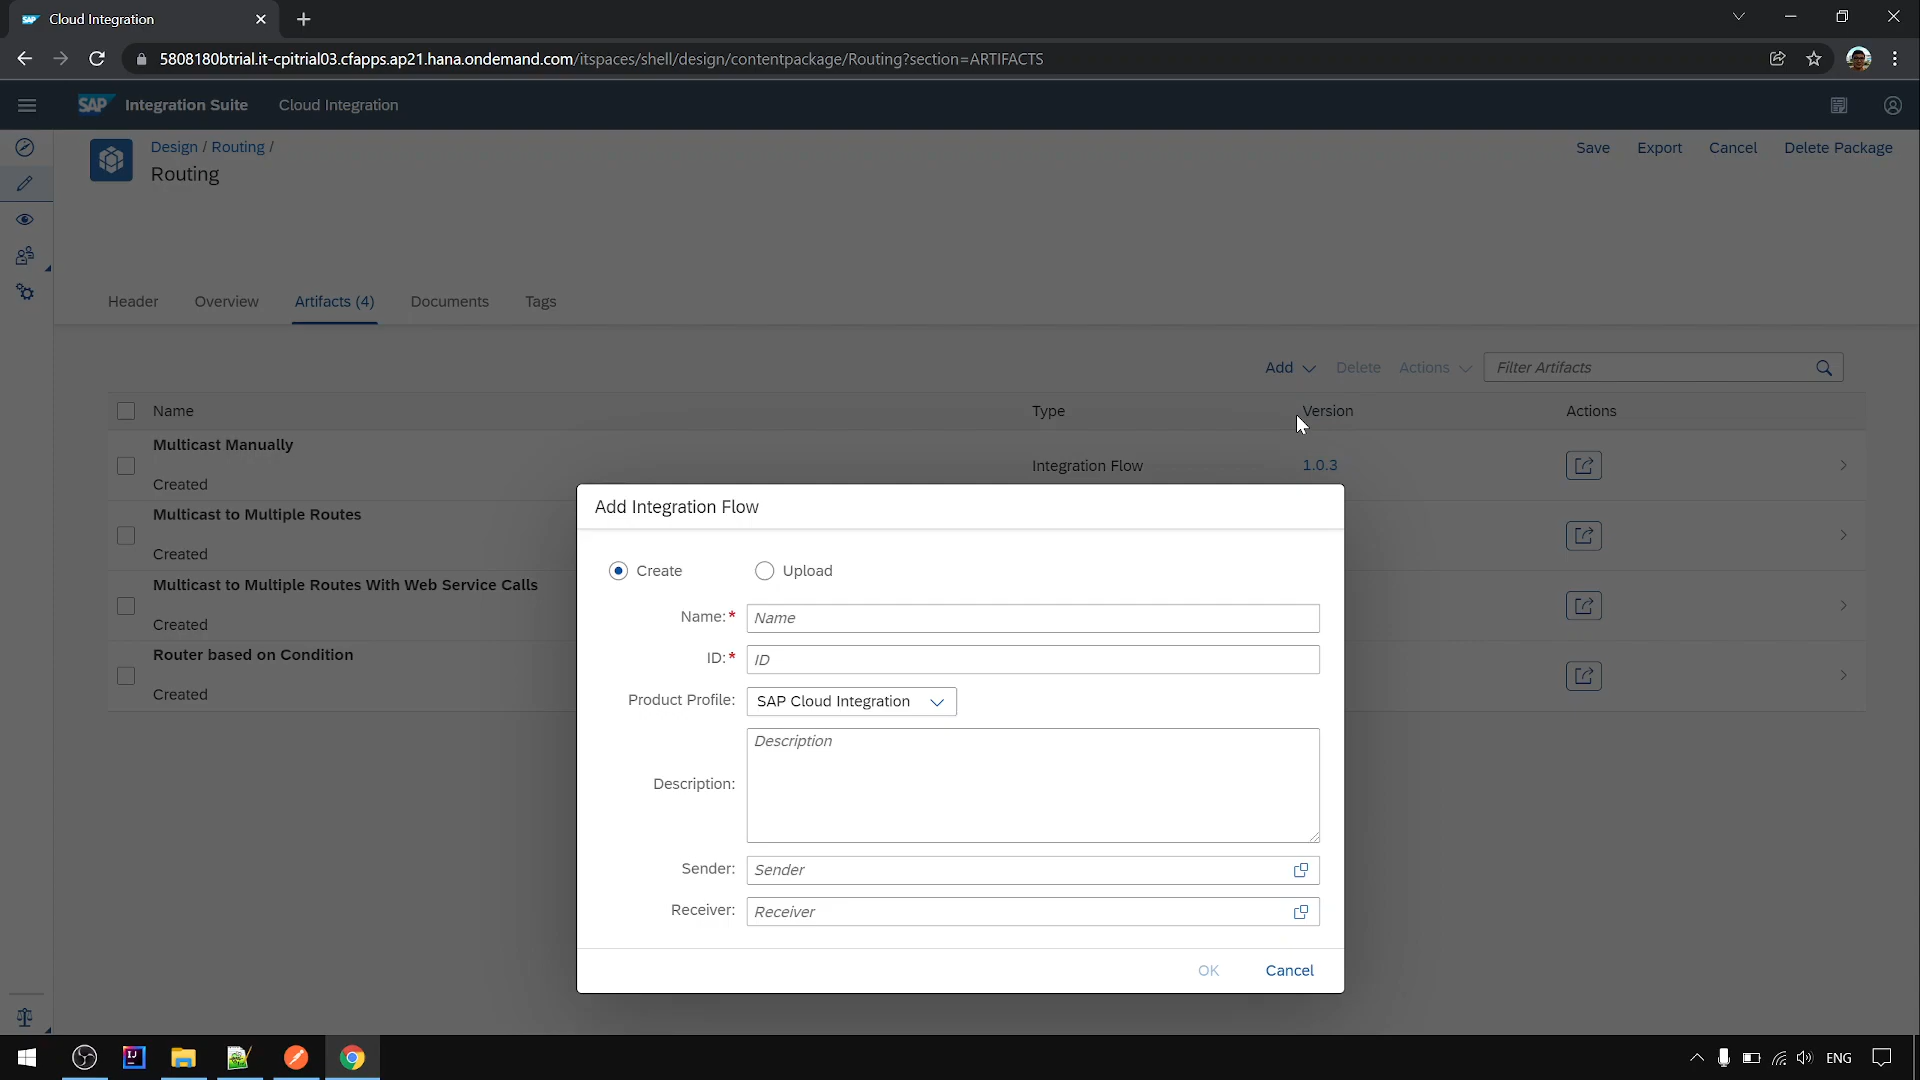 Cloud Integration
5808180btrial.it-cpitrial03.cfapps.ap21.hana.ondemand.com/itspaces/shell/design/contentpackage/Routing?section=ARTIFACTS
SAP Integration Suite Cloud Integration
Design / Routing /
Routing
Save Export Cancel Delete Package
Header Overview Artifacts (4) Documents Tags
Add Delete Actions Filter Artifacts
Name Type Version Actions
Multicast Manually
Integration Flow 1.0.3
Created
Multicast to Multiple Routes
Created
Multicast to Multiple Routes With Web Service Calls
Created
Router based on Condition
Created
Add Integration Flow
Create Upload
Name:* Name
ID:* ID
Product Profile: SAP Cloud Integration
Description: Description
Sender: Sender
Receiver: Receiver
OK Cancel
ENG